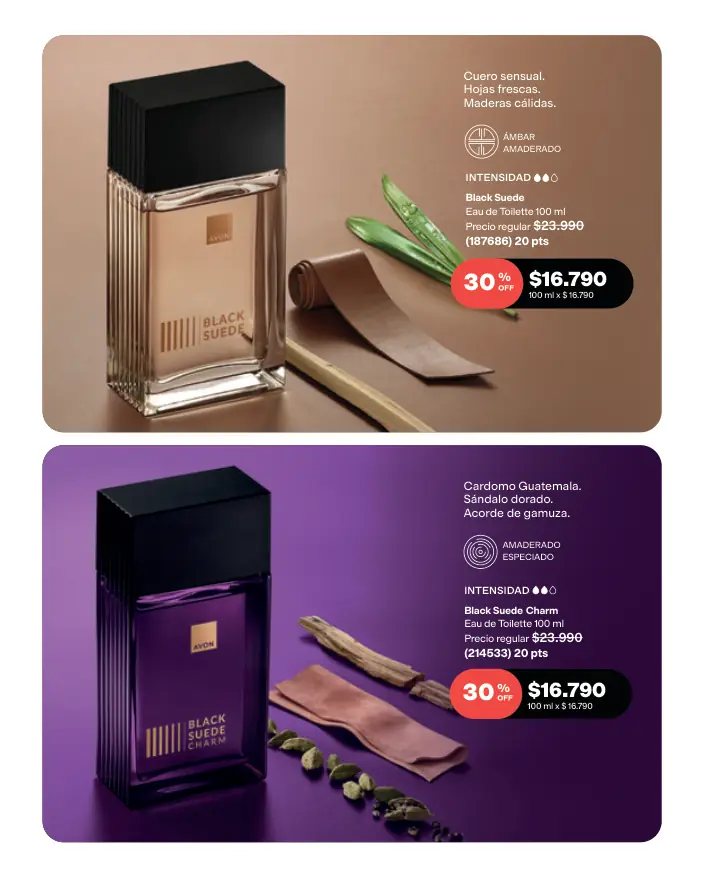 Cuero sensual.
Hojas frescas.
Maderas cálidas.
ÁMBAR
AMADERADO
INTENSIDAD
Black Suede
Eau de Toilette 100 ml
Precio regular $23.990
(187686) 20 pts
30 % OFF
$16.790
100 ml x $ 16.790
AVON
BLACK
SUEDE
Cardomo Guatemala.
Sándalo dorado.
Acorde de gamuza.
AMADERADO
ESPECIADO
INTENSIDAD
Black Suede Charm
Eau de Toilette 100 ml
Precio regular $23.990
(214533) 20 pts
30 % OFF
$16.790
100 ml x $ 16.790
AVON
BLACK
SUEDE
CHARM